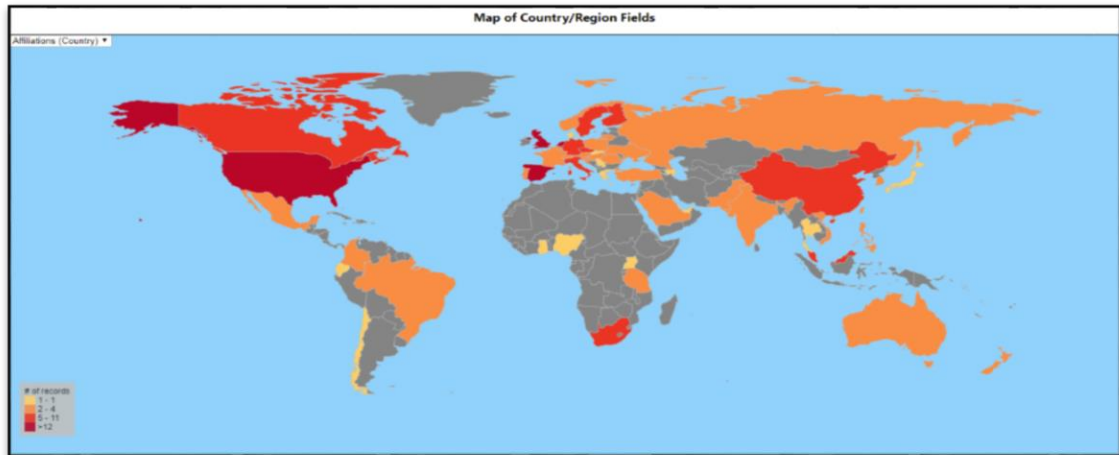 Map of Country/Region Fields
Affiliations (Country) ▼
# of records
1 - 1
2 - 4
5 - 11
>12